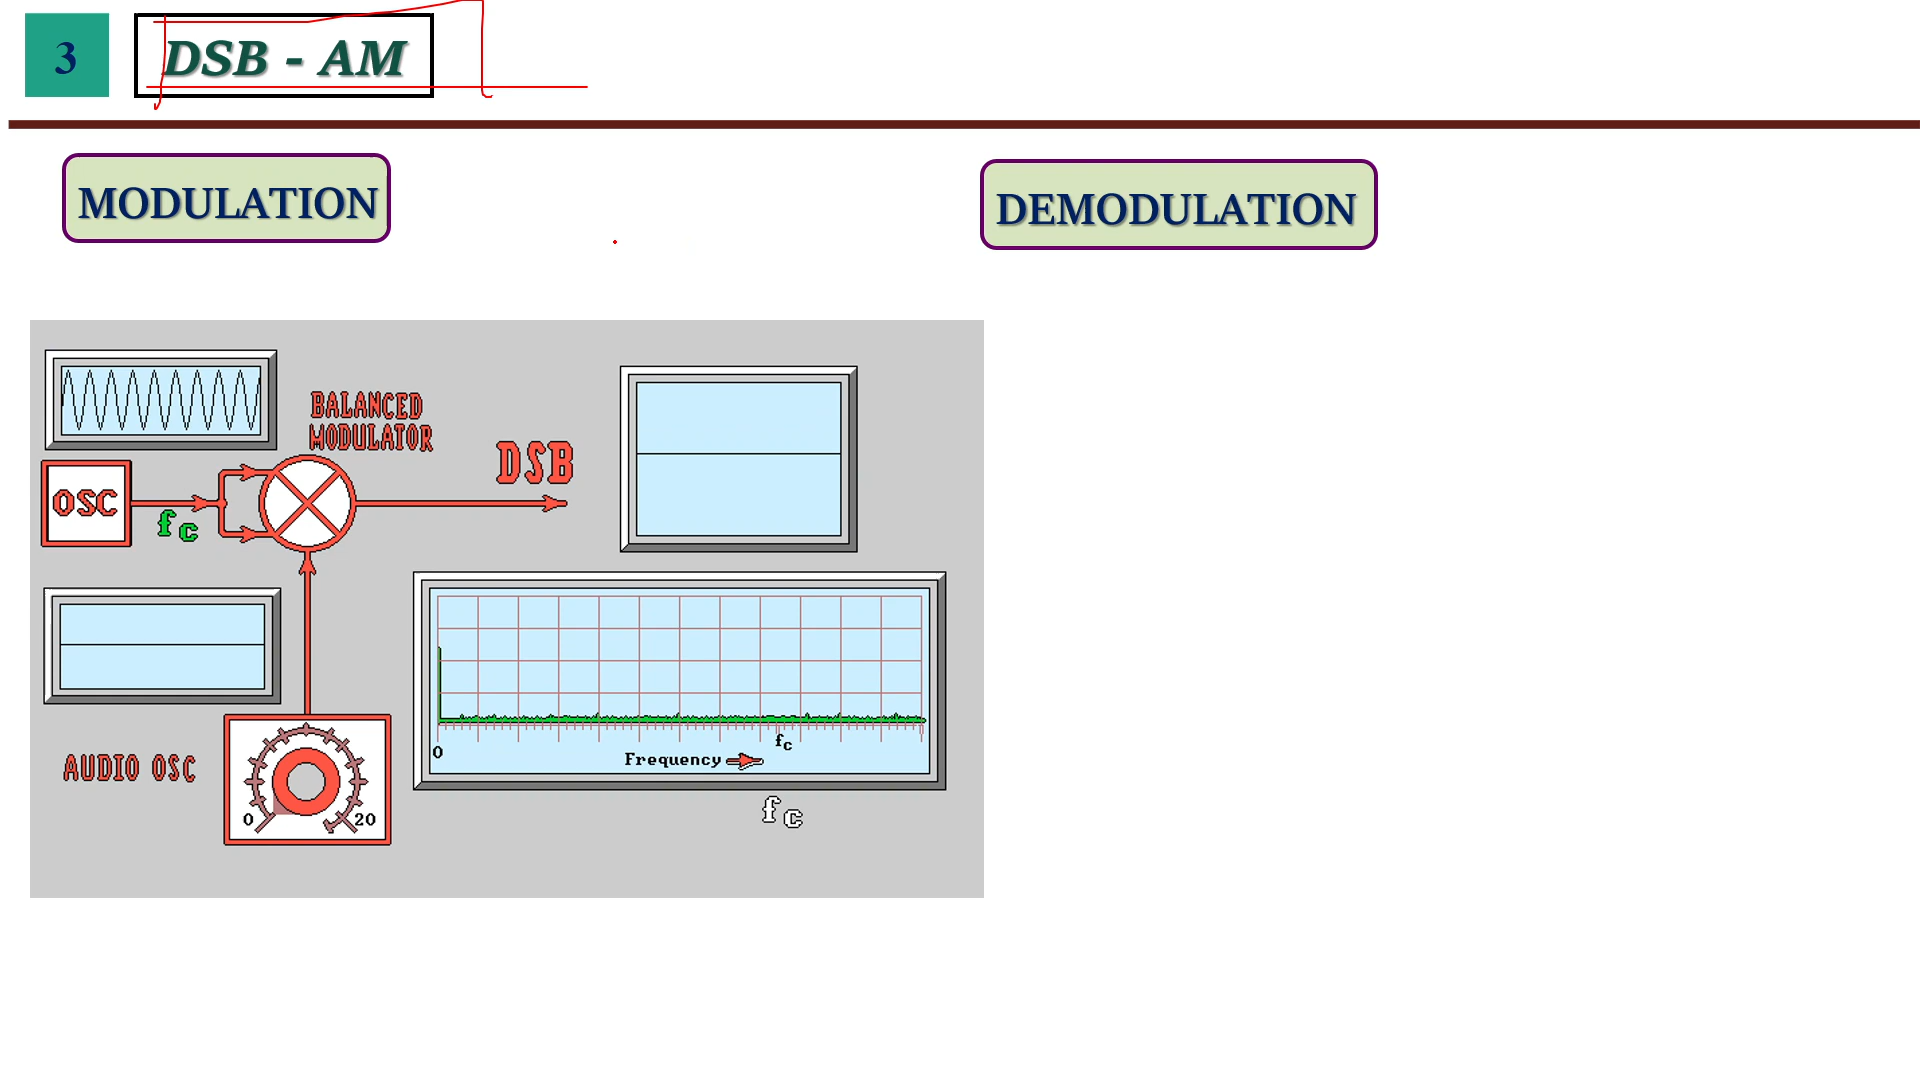 3
DSB - AM
MODULATION
DEMODULATION
BALANCED
MODULATOR
DSB
OSC
fc
AUDIO OSC
0
20
0
fc
Frequency
fc